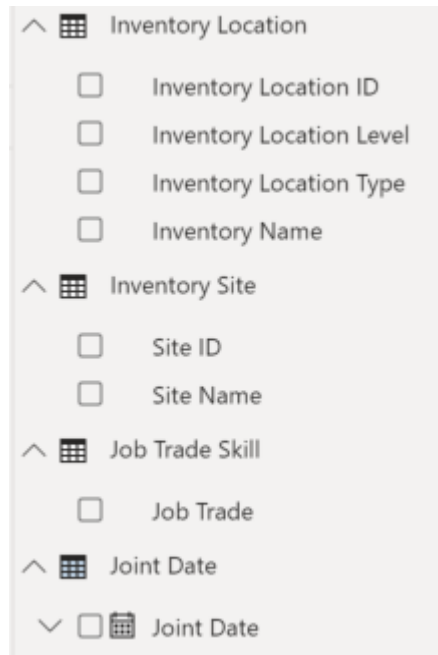 Inventory Location
Inventory Location ID
Inventory Location Level
Inventory Location Type
Inventory Name
Inventory Site
Site ID
Site Name
Job Trade Skill
Job Trade
Joint Date
Joint Date